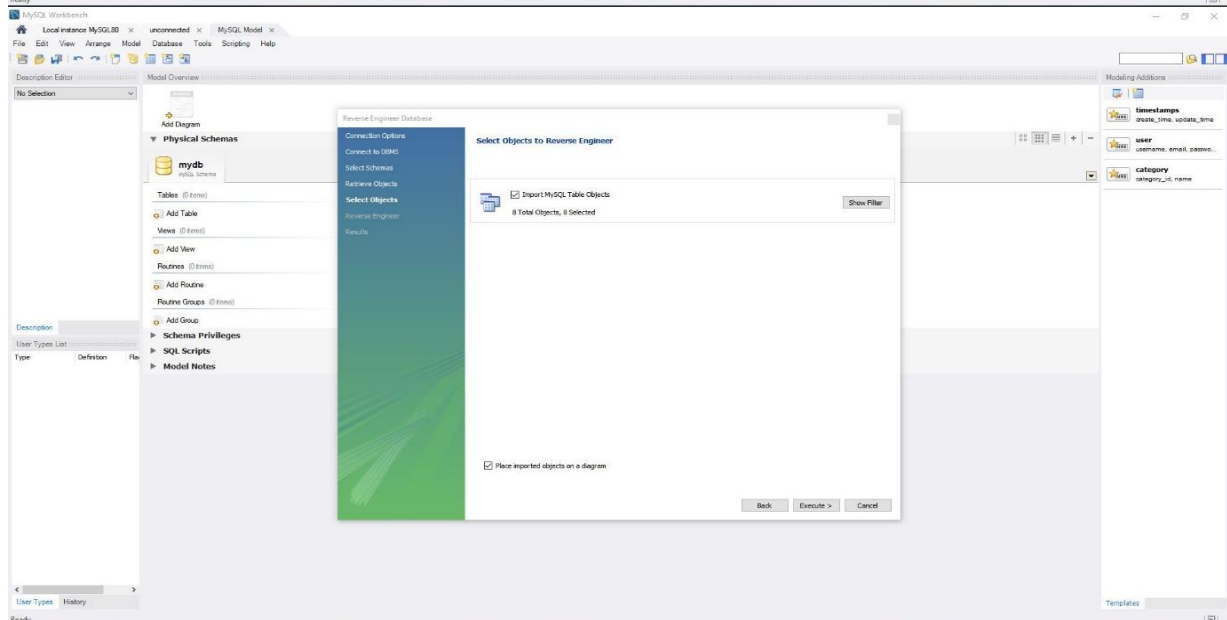 Ready
MySQL Workbench
Local instance MySQL80 × unconnected × MySQL Model ×
File Edit View Arrange Model Database Tools Scripting Help
Description Editor
No Selection
Model Overview
Add Diagram
Physical Schemas
mydb
MySQL Schema
Tables (0 items)
Add Table
Views (0 items)
Add View
Routines (0 items)
Add Routine
Routine Groups (0 items)
Add Group
Schema Privileges
SQL Scripts
Model Notes
Description
User Types List
Type Definition Flag
User Types History
Reverse Engineer Database
Connection Options
Connect to DBMS
Select Schemas
Retrieve Objects
Select Objects
Reverse Engineer
Results
Select Objects to Reverse Engineer
Import MySQL Table Objects
8 Total Objects, 8 Selected
Show Filter
Place imported objects on a diagram
Back Execute > Cancel
Modeling Additions
timestamps
create_time, update_time
user
username, email, passwo...
category
category_id, name
Templates
Ready